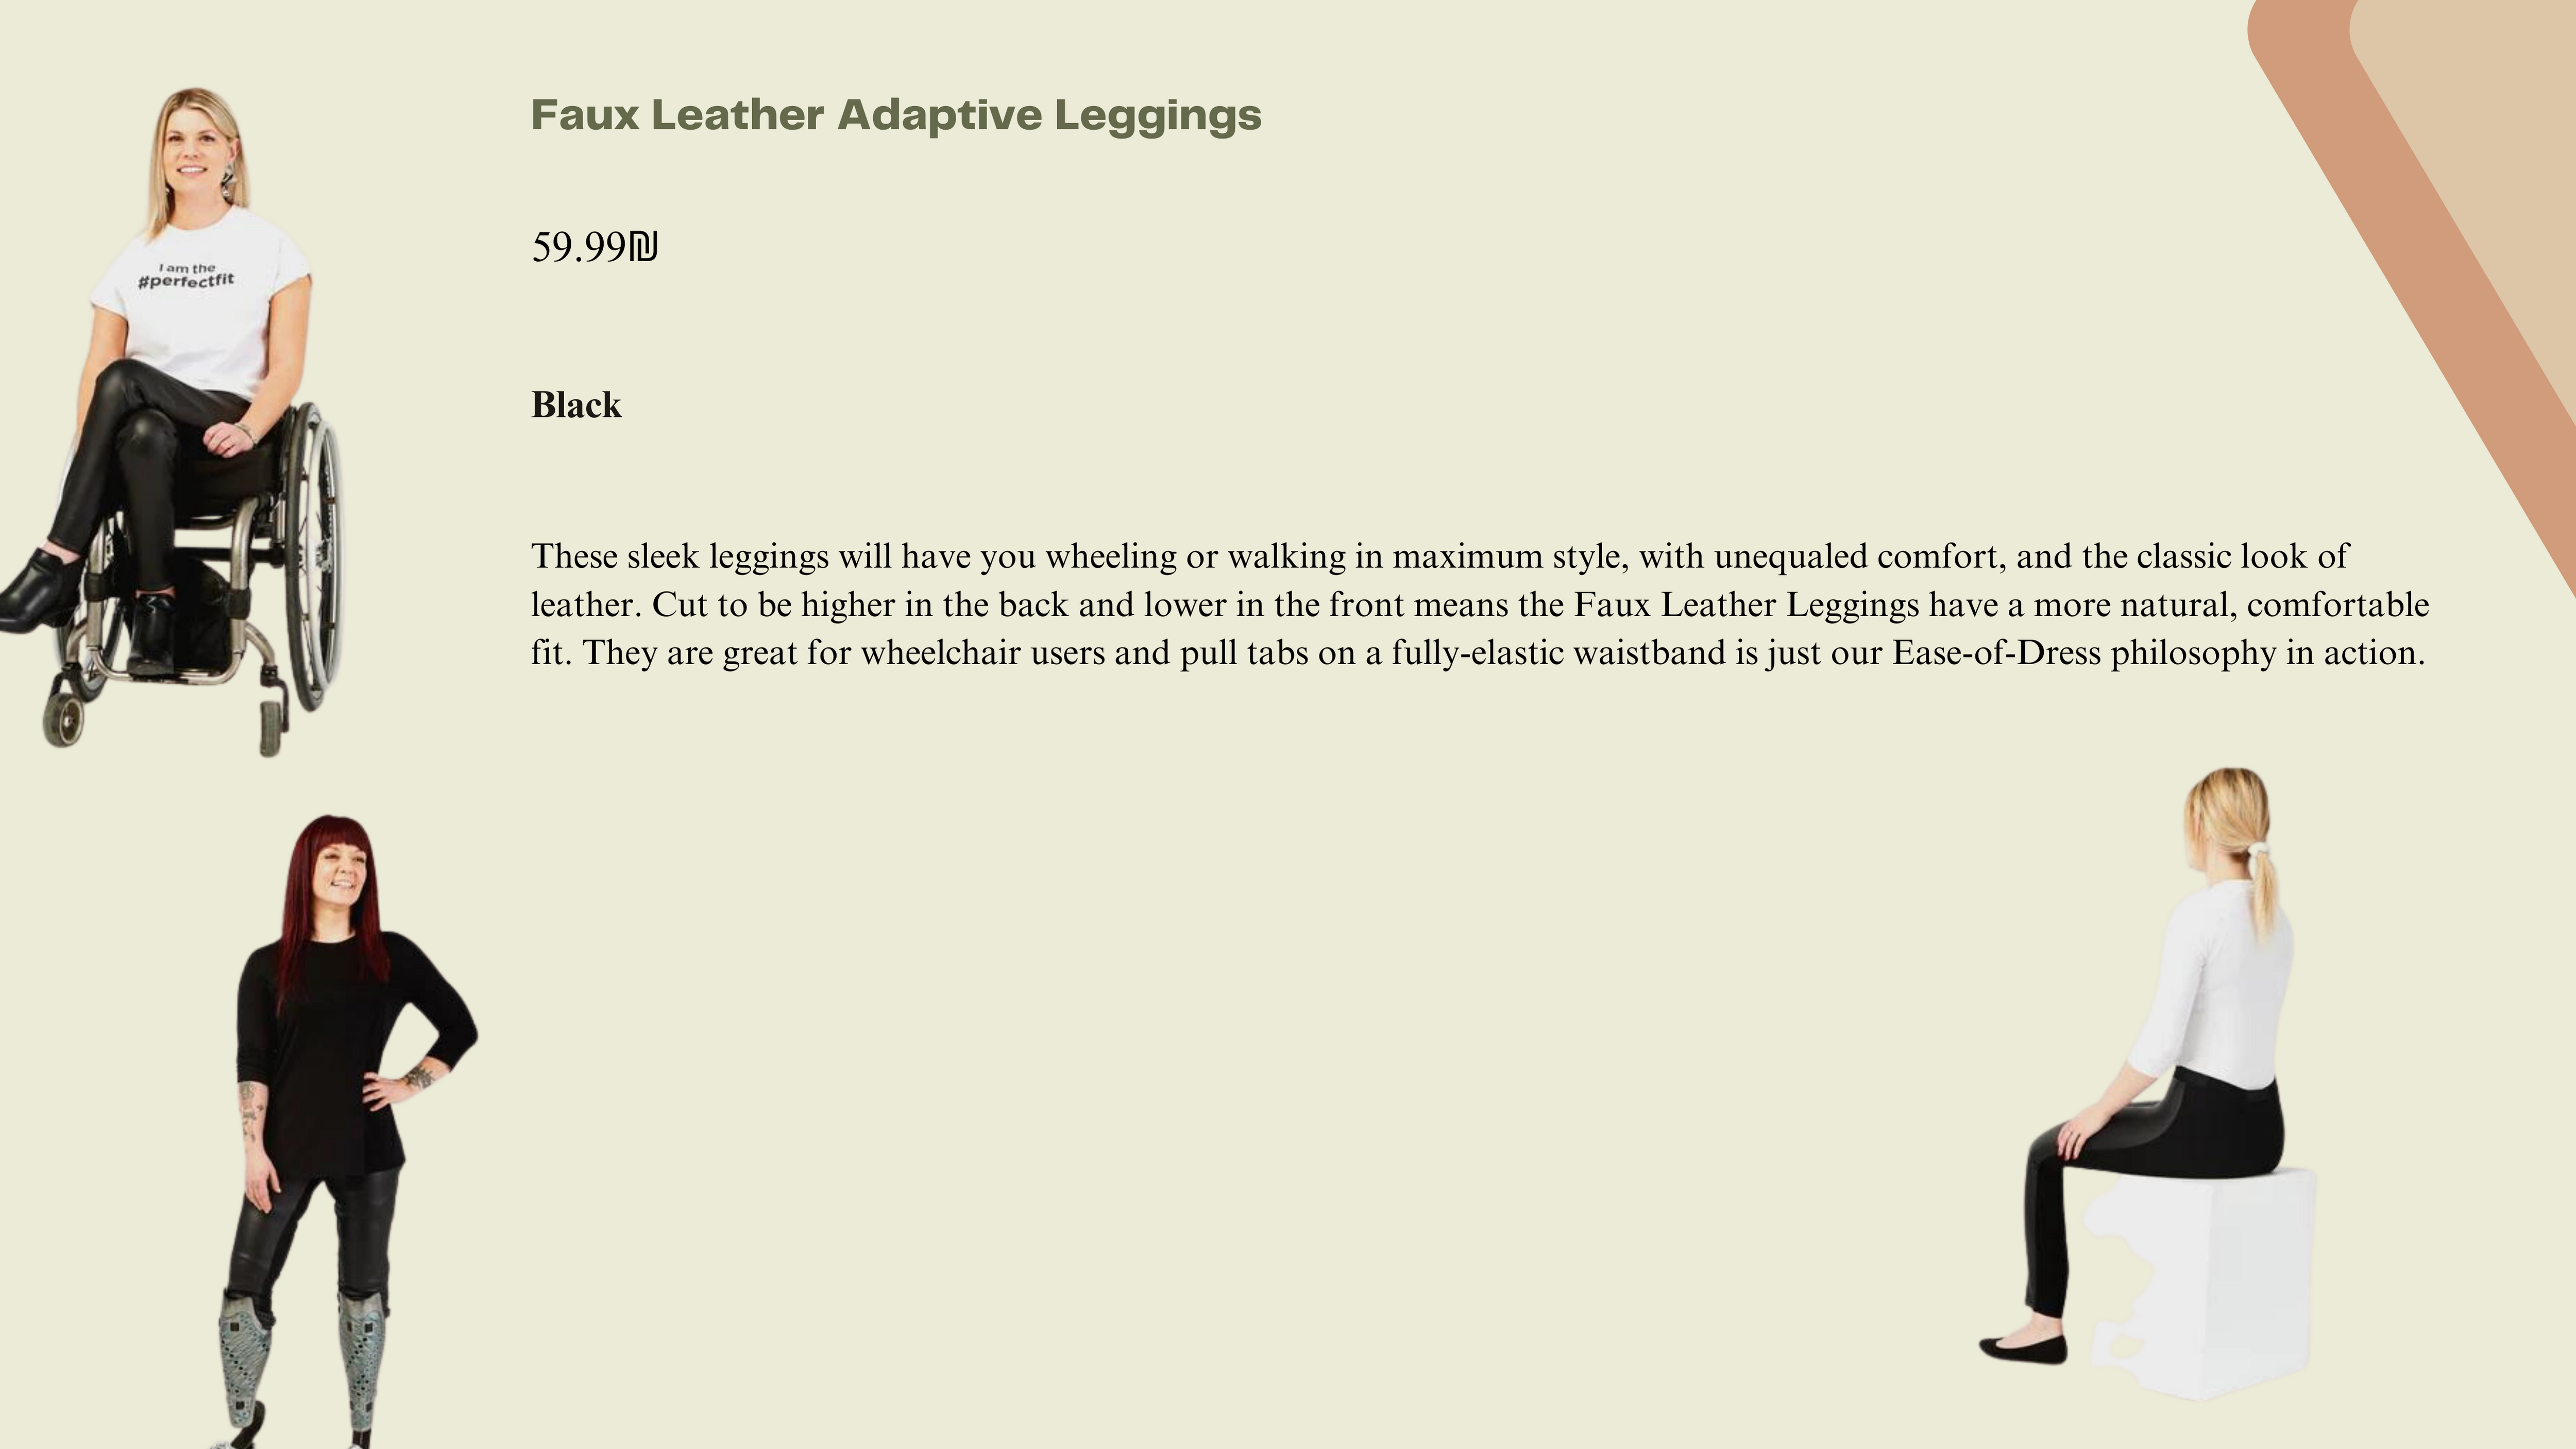 Faux Leather Adaptive Leggings
59.99₪
Black
These sleek leggings will have you wheeling or walking in maximum style, with unequaled comfort, and the classic look of
leather. Cut to be higher in the back and lower in the front means the Faux Leather Leggings have a more natural, comfortable
fit. They are great for wheelchair users and pull tabs on a fully-elastic waistband is just our Ease-of-Dress philosophy in action.
I am the
#perfectfit